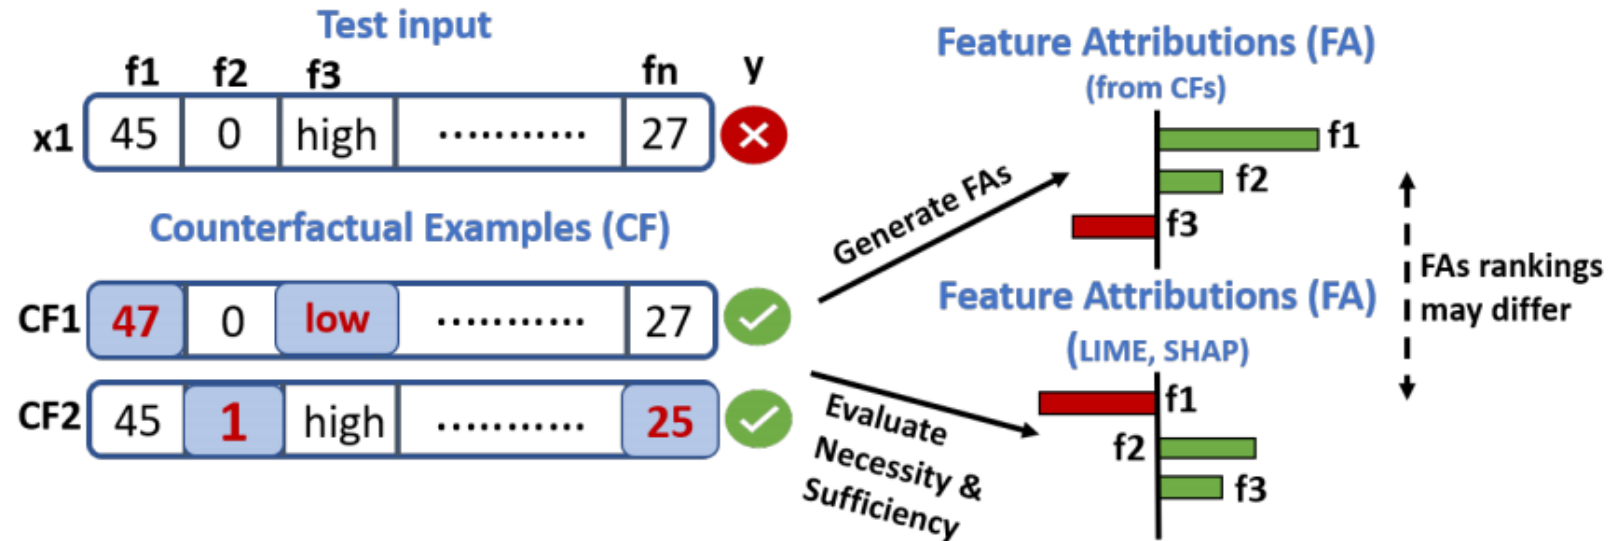 Test input
f1 f2 f3 fn y
x1 45 0 high ........... 27
Counterfactual Examples (CF)
CF1 47 0 low ........... 27
CF2 45 1 high ........... 25
Generate FAs
Evaluate
Necessity &
Sufficiency
Feature Attributions (FA)
(from CFs)
f1
f2
f3
Feature Attributions (FA)
(LIME, SHAP)
f1
f2
f3
FAs rankings
may differ